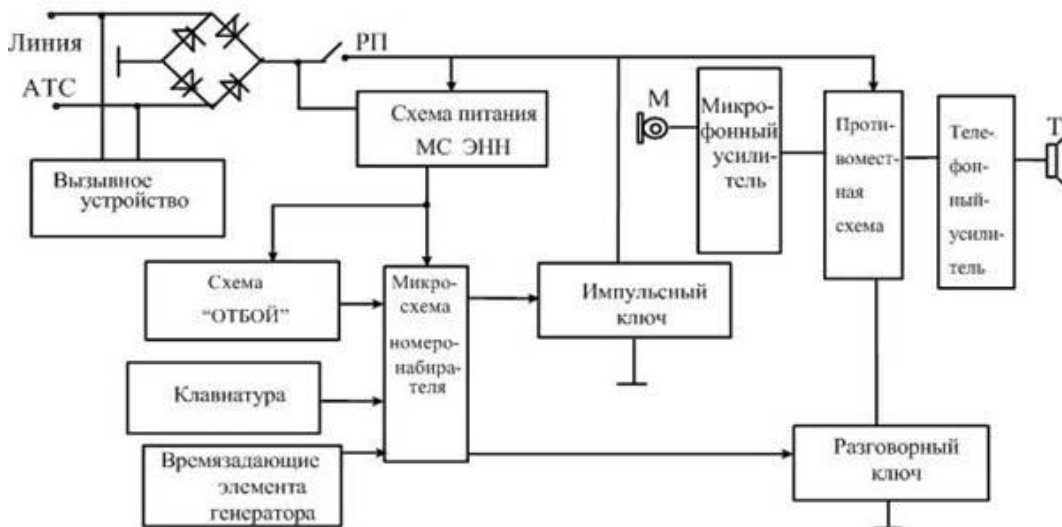 Линия
АТС
РП
Схема питания
МС ЭНН
М
Микро-
фонный
усили-
тель
Проти-
вомест-
ная
схема
Теле-
фон-
ный-
усили-
тель
Т
Вызывное
устройство
Схема
“ОТБОЙ”
Микро-
схема
номеро-
набира-
теля
Импульсный
ключ
Клавиатура
Времязадающие
элемента
генератора
Разговорный
ключ